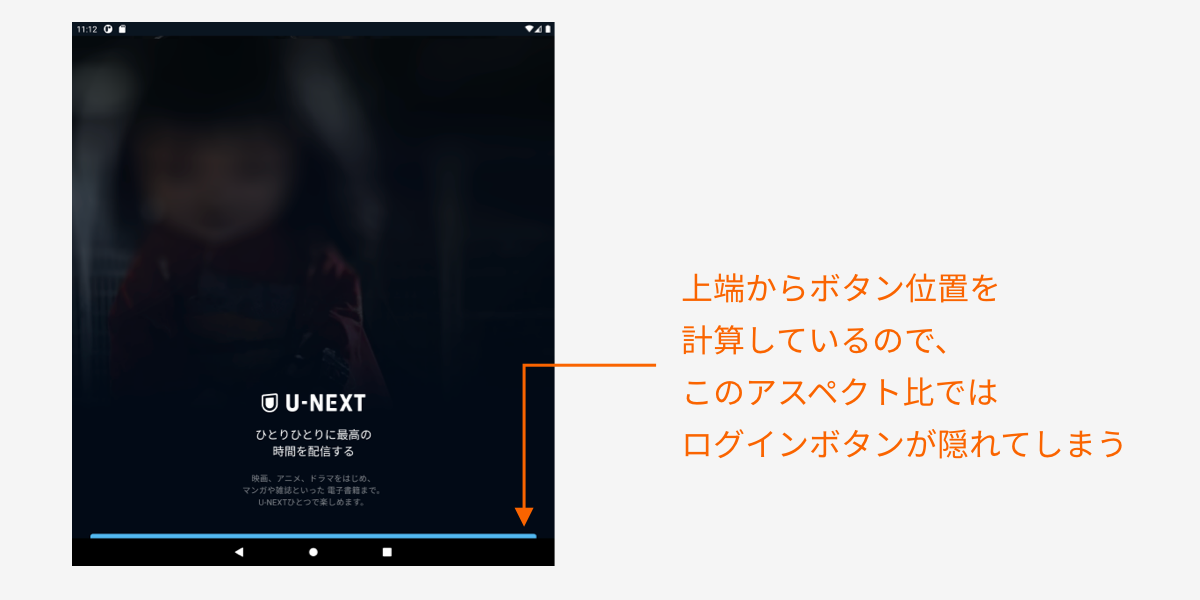 11:12
U-NEXT
ひとりひとりに最高の
時間を配信する
映画、アニメ、ドラマをはじめ、
マンガや雑誌といった 電子書籍まで。
U-NEXTひとつで楽しめます。
上端からボタン位置を
計算しているので、
このアスペクト比では
ログインボタンが隠れてしまう